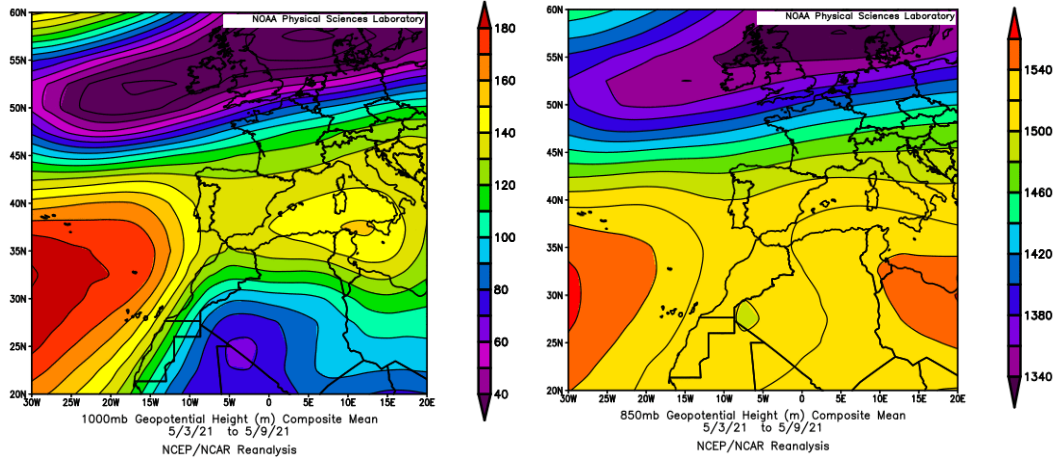 NOAA Physical Sciences Laboratory
60N
55N
50N
45N
40N
35N
30N
25N
20N
30W
25W
20W
15W
10W
5W
0
5E
10E
15E
20E
180
160
140
120
100
80
60
40
1000mb Geopotential Height (m) Composite Mean
5/3/21 to 5/9/21
NCEP/NCAR Reanalysis
NOAA Physical Sciences Laboratory
60N
55N
50N
45N
40N
35N
30N
25N
20N
30W
25W
20W
15W
10W
5W
0
5E
10E
15E
20E
1540
1500
1460
1420
1380
1340
850mb Geopotential Height (m) Composite Mean
5/3/21 to 5/9/21
NCEP/NCAR Reanalysis